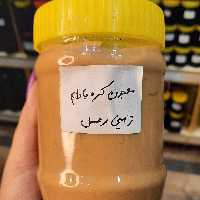 معجون کره بادام
زمینی و عسل